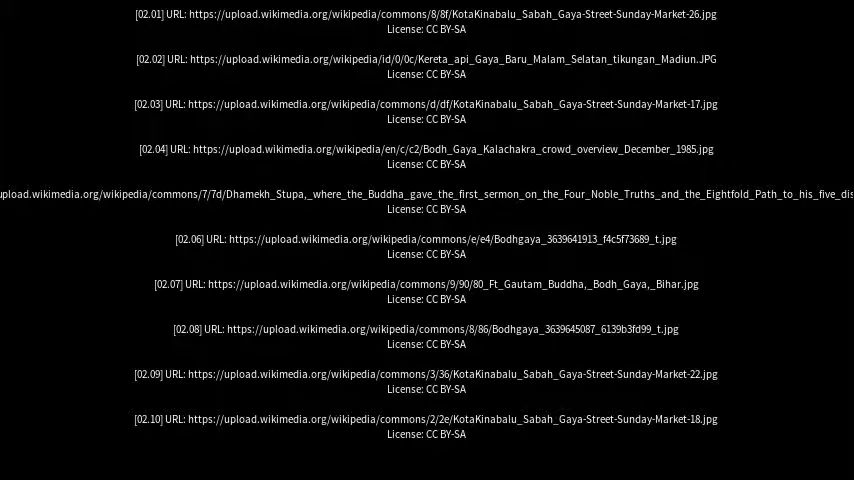 [02.01] URL: https://upload.wikimedia.org/wikipedia/commons/8/8f/KotaKinabalu_Sabah_Gaya-Street-Sunday-Market-26.jpg
License: CC BY-SA
[02.02] URL: https://upload.wikimedia.org/wikipedia/id/0/0c/Kereta_api_Gaya_Baru_Malam_Selatan_tikungan_Madiun.JPG
License: CC BY-SA
[02.03] URL: https://upload.wikimedia.org/wikipedia/commons/d/df/KotaKinabalu_Sabah_Gaya-Street-Sunday-Market-17.jpg
License: CC BY-SA
[02.04] URL: https://upload.wikimedia.org/wikipedia/en/c/c2/Bodh_Gaya_Kalachakra_crowd_overview_December_1985.jpg
License: CC BY-SA
upload.wikimedia.org/wikipedia/commons/7/7d/Dhamekh_Stupa,_where_the_Buddha_gave_the_first_sermon_on_the_Four_Noble_Truths_and_the_Eightfold_Path_to_his_five_dis
License: CC BY-SA
[02.06] URL: https://upload.wikimedia.org/wikipedia/commons/e/e4/Bodhgaya_3639641913_f4c5f73689_t.jpg
License: CC BY-SA
[02.07] URL: https://upload.wikimedia.org/wikipedia/commons/9/90/80_Ft_Gautam_Buddha,_Bodh_Gaya,_Bihar.jpg
License: CC BY-SA
[02.08] URL: https://upload.wikimedia.org/wikipedia/commons/8/86/Bodhgaya_3639645087_6139b3fd99_t.jpg
License: CC BY-SA
[02.09] URL: https://upload.wikimedia.org/wikipedia/commons/3/36/KotaKinabalu_Sabah_Gaya-Street-Sunday-Market-22.jpg
License: CC BY-SA
[02.10] URL: https://upload.wikimedia.org/wikipedia/commons/2/2e/KotaKinabalu_Sabah_Gaya-Street-Sunday-Market-18.jpg
License: CC BY-SA